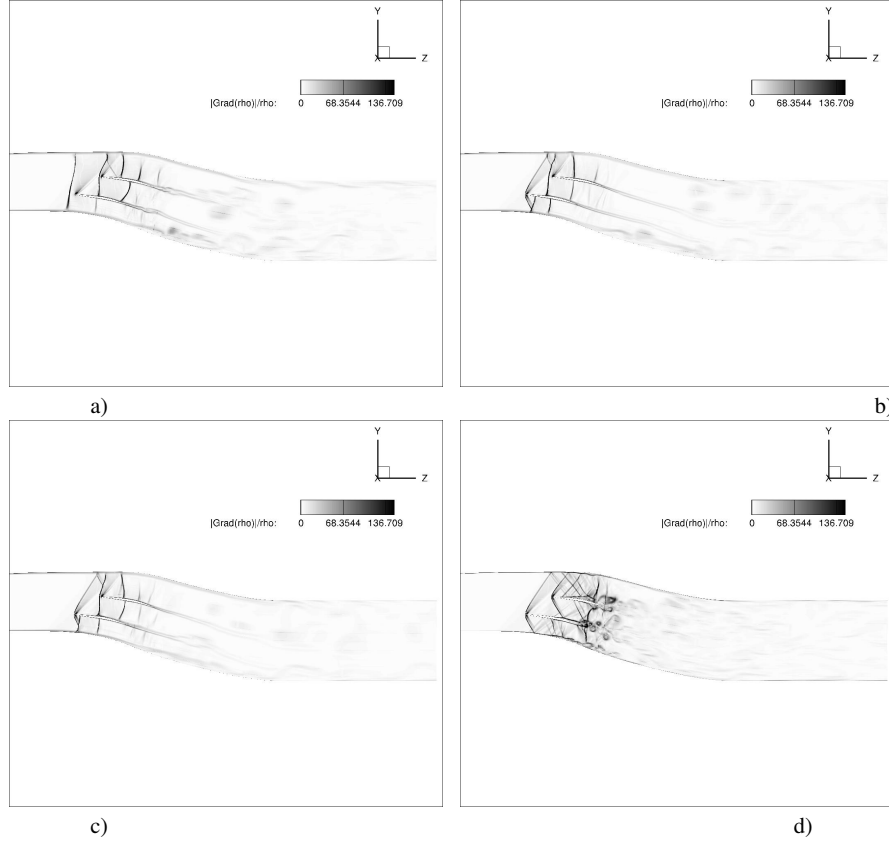 Y
X
Z
|Grad(rho)|/rho:
0 68.3544 136.709
a)
Y
X
Z
|Grad(rho)|/rho:
0 68.3544 136.709
b)
Y
X
Z
|Grad(rho)|/rho:
0 68.3544 136.709
c)
Y
X
Z
|Grad(rho)|/rho:
0 68.3544 136.709
d)